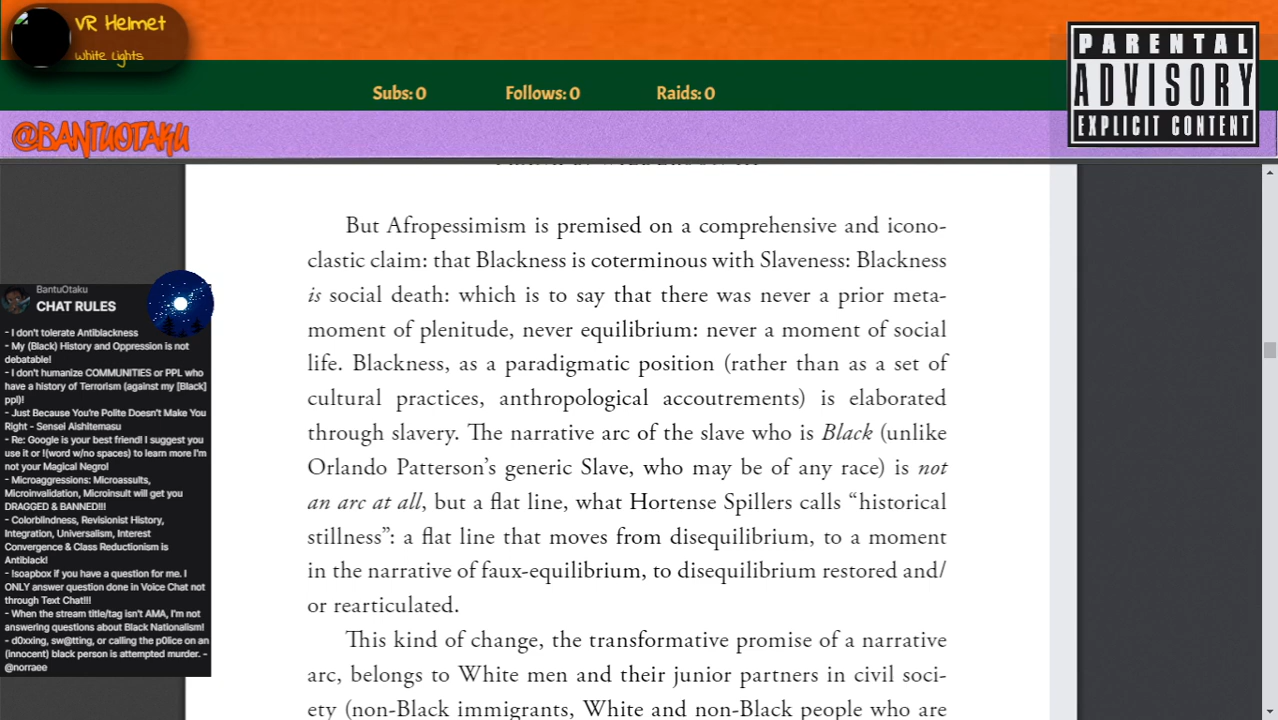 VR Helmet
White Lights
PARENTAL
ADVISORY
EXPLICIT CONTENT
Subs: 0 Follows: 0 Raids: 0
@BANTUOTAKU
But Afropessimism is premised on a comprehensive and icono-
clastic claim: that Blackness is coterminous with Slaveness: Blackness
is social death: which is to say that there was never a prior meta-
moment of plenitude, never equilibrium: never a moment of social
life. Blackness, as a paradigmatic position (rather than as a set of
cultural practices, anthropological accoutrements) is elaborated
through slavery. The narrative arc of the slave who is Black (unlike
Orlando Patterson’s generic Slave, who may be of any race) is not
an arc at all, but a flat line, what Hortense Spillers calls “historical
stillness”: a flat line that moves from disequilibrium, to a moment
in the narrative of faux-equilibrium, to disequilibrium restored and/
or rearticulated.
This kind of change, the transformative promise of a narrative
arc, belongs to White men and their junior partners in civil soci-
ety (non-Black immigrants, White and non-Black people who are
BantuOtaku
CHAT RULES
- I don't tolerate Antiblackness
- My (Black) History and Oppression is not
debatable!
- I don't humanize COMMUNITIES or PPL who
have a history of Terrorism (against my [Black]
ppl)!
- Just Because You're Polite Doesn't Make You
Right - Sensei Aishitemasu
- Re: Google is your best friend! I suggest you
use it or !(word w/no spaces) to learn more I'm
not your Magical Negro!
- Microaggressions: Microassults,
Microinvalidation, Microinsult will get you
DRAGGED & BANNED!!!
- Colorblindness, Revisionist History,
Integration, Universalism, Interest
Convergence & Class Reductionism is
Antiblack!
- !soapbox if you have a question for me. I
ONLY answer question done in Voice Chat not
through Text Chat!!!
- When the stream title/tag isn't AMA, I'm not
answering questions about Black Nationalism!
- d0xxing, sw@tting, or calling the p0lice on an
(innocent) black person is attempted murder. -
@norraee